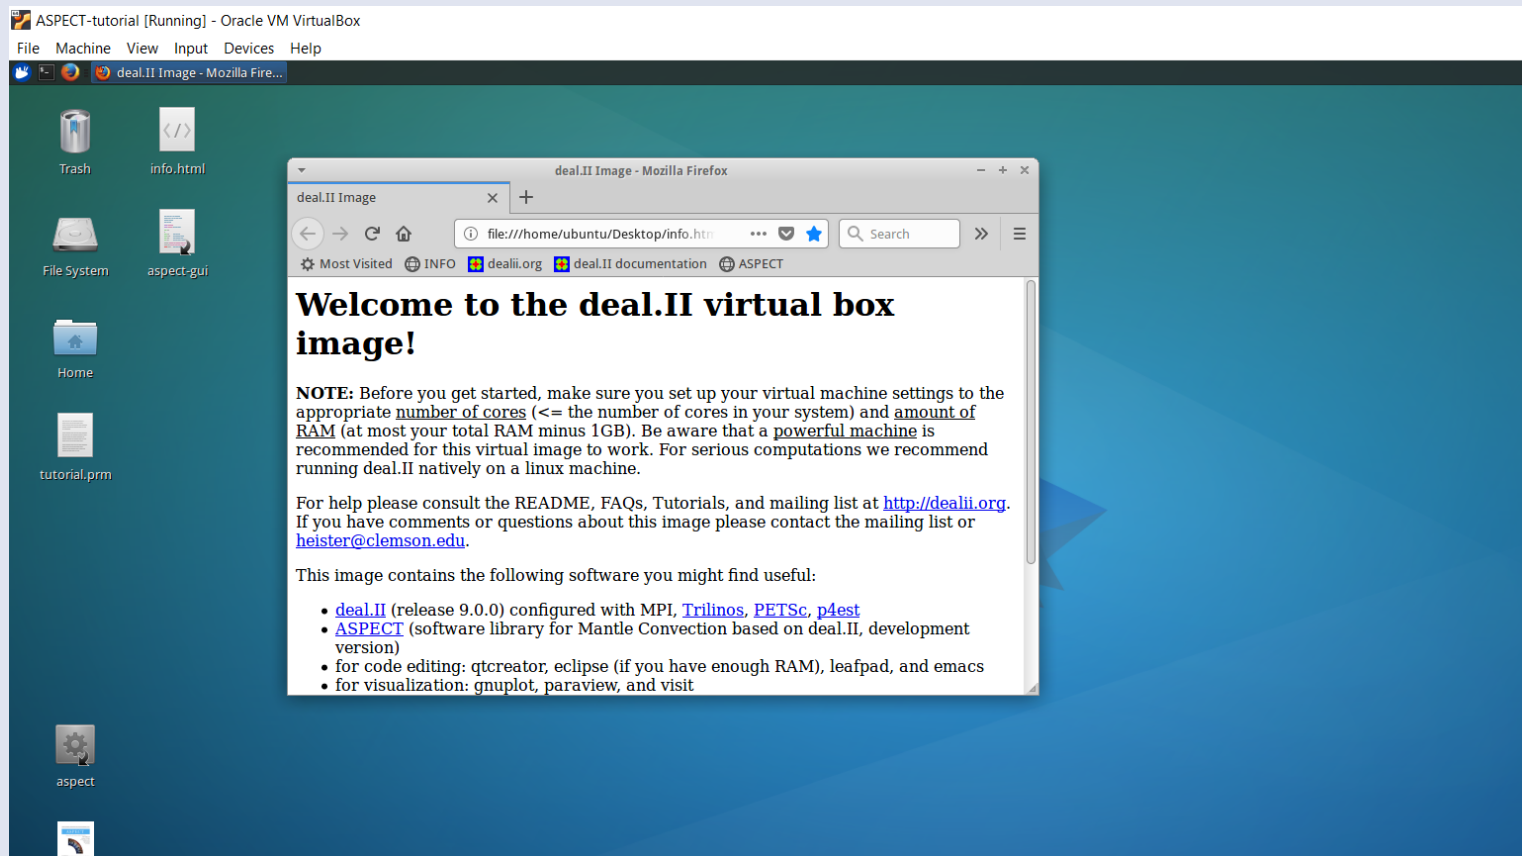 ASPECT-tutorial [Running] - Oracle VM VirtualBox
File Machine View Input Devices Help
deal.II Image - Mozilla Fire...
Trash
info.html
File System
aspect-gui
Home
tutorial.prm
aspect
deal.II Image - Mozilla Firefox
deal.II Image
file:///home/ubuntu/Desktop/info.htm
Search
Most Visited INFO dealii.org deal.II documentation ASPECT
Welcome to the deal.II virtual box
image!
NOTE: Before you get started, make sure you set up your virtual machine settings to the
appropriate number of cores (<= the number of cores in your system) and amount of
RAM (at most your total RAM minus 1GB). Be aware that a powerful machine is
recommended for this virtual image to work. For serious computations we recommend
running deal.II natively on a linux machine.
For help please consult the README, FAQs, Tutorials, and mailing list at http://dealii.org.
If you have comments or questions about this image please contact the mailing list or
heister@clemson.edu.
This image contains the following software you might find useful:
• deal.II (release 9.0.0) configured with MPI, Trilinos, PETSc, p4est
• ASPECT (software library for Mantle Convection based on deal.II, development
version)
• for code editing: qtcreator, eclipse (if you have enough RAM), leafpad, and emacs
• for visualization: gnuplot, paraview, and visit